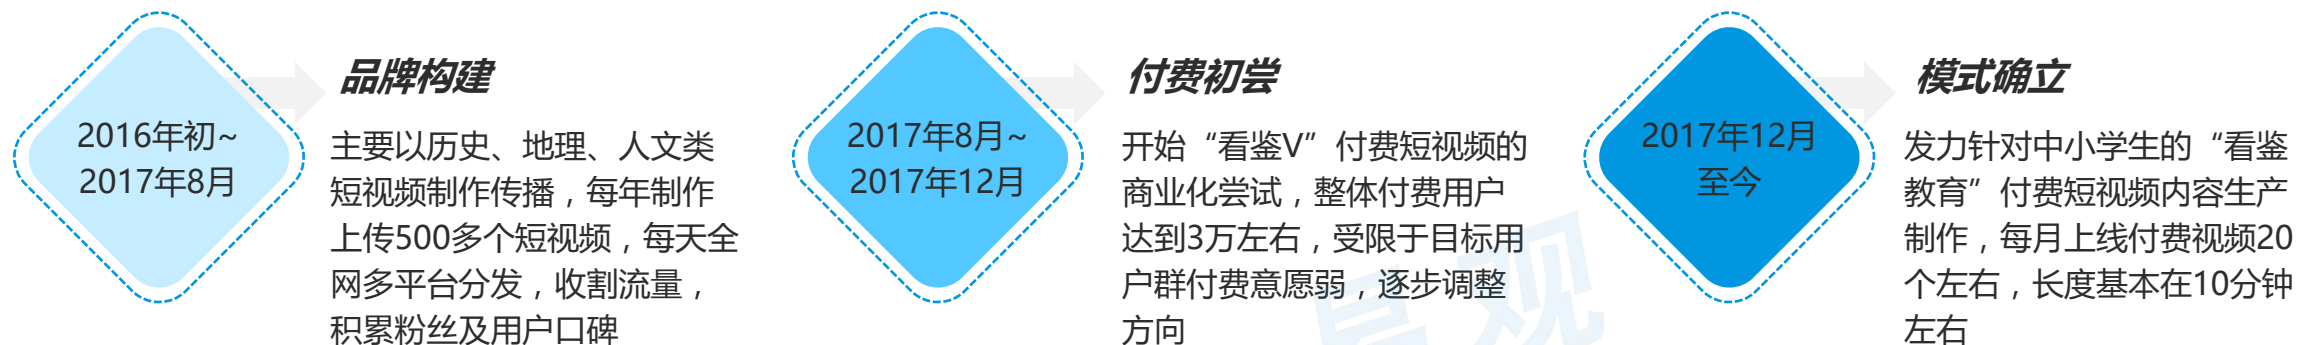 2016年初~
2017年8月
品牌构建
主要以历史、地理、人文类
短视频制作传播，每年制作
上传500多个短视频，每天全
网多平台分发，收割流量，
积累粉丝及用户口碑
2017年8月~
2017年12月
付费初尝
开始“看鉴V”付费短视频的
商业化尝试，整体付费用户
达到3万左右，受限于目标用
户群付费意愿弱，逐步调整
方向
2017年12月
至今
模式确立
发力针对中小学生的“看鉴
教育”付费短视频内容生产
制作，每月上线付费视频20
个左右，长度基本在10分钟
左右